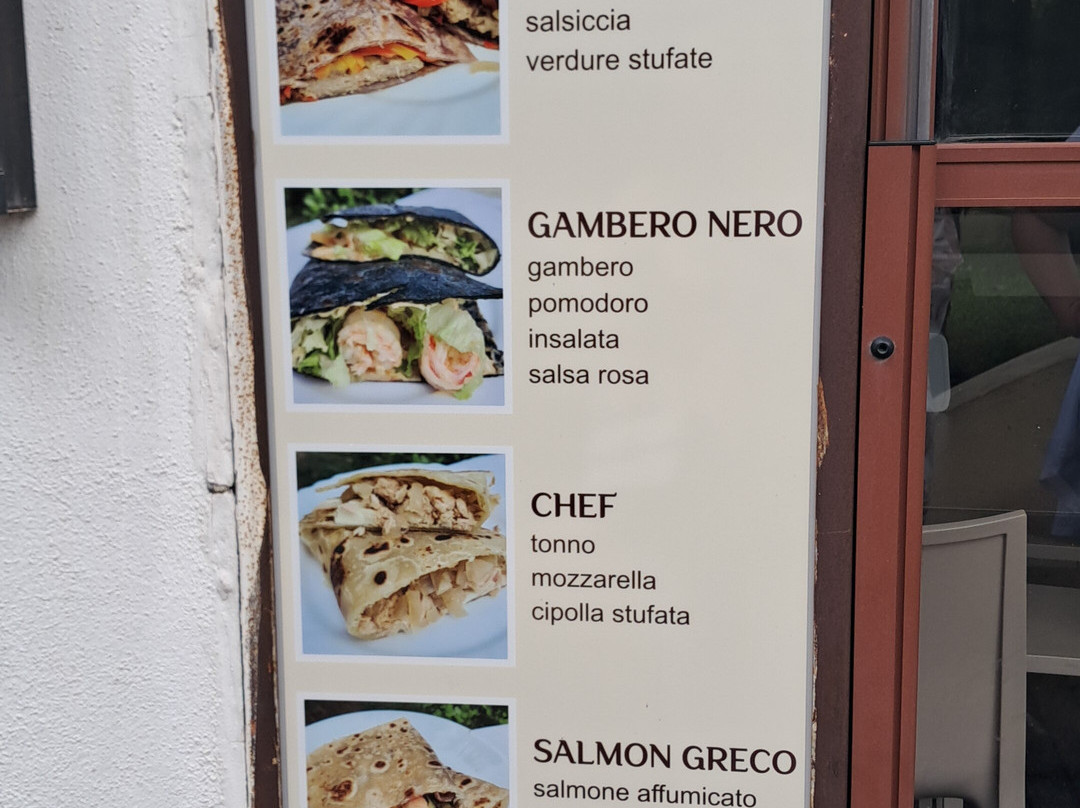 salsiccia
verdure stufate
GAMBERO NERO
gambero
pomodoro
insalata
salsa rosa
CHEF
tonno
mozzarella
cipolla stufata
SALMON GRECO
salmone affumicato